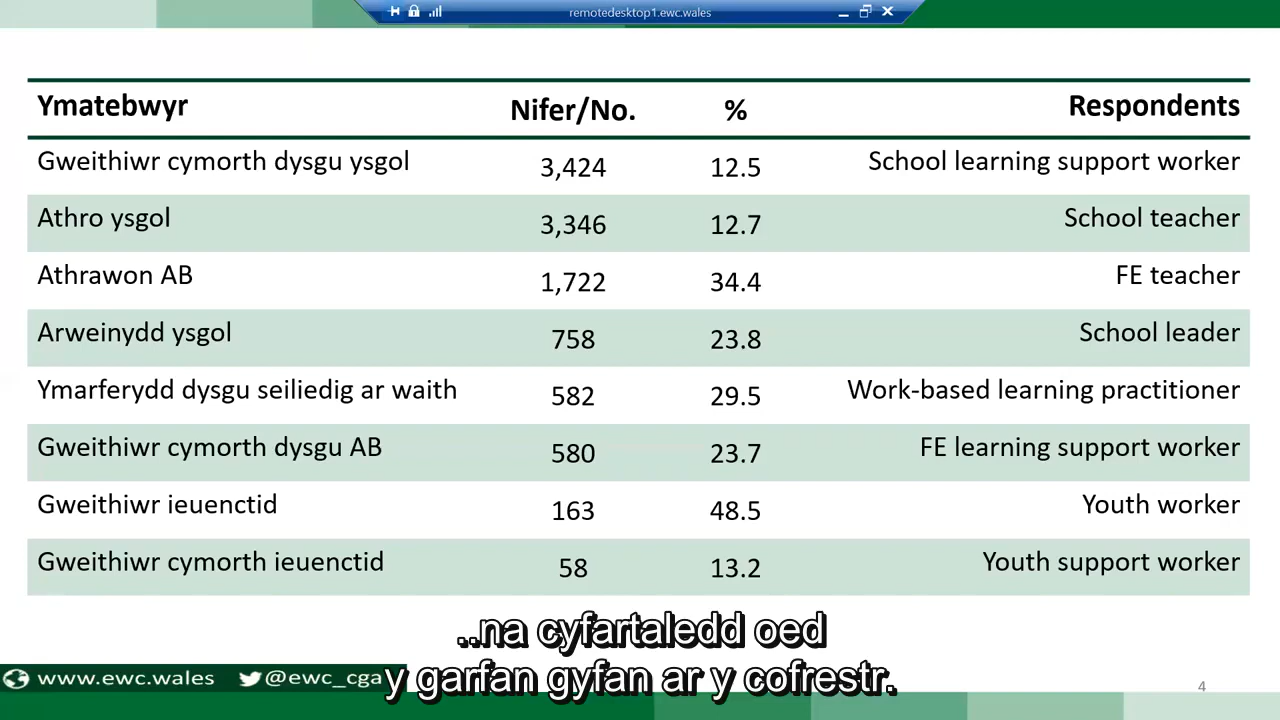 remotedesktop1.ewc.wales
Ymatebwyr Nifer/No. % Respondents
Gweithiwr cymorth dysgu ysgol 3,424 12.5 School learning support worker
Athro ysgol 3,346 12.7 School teacher
Athrawon AB 1,722 34.4 FE teacher
Arweinydd ysgol 758 23.8 School leader
Ymarferydd dysgu seiliedig ar waith 582 29.5 Work-based learning practitioner
Gweithiwr cymorth dysgu AB 580 23.7 FE learning support worker
Gweithiwr ieuenctid 163 48.5 Youth worker
Gweithiwr cymorth ieuenctid 58 13.2 Youth support worker
..na cyfartaledd oed
y garfan gyfan ar y cofrestr.
www.ewc.wales @ewc_cga 4